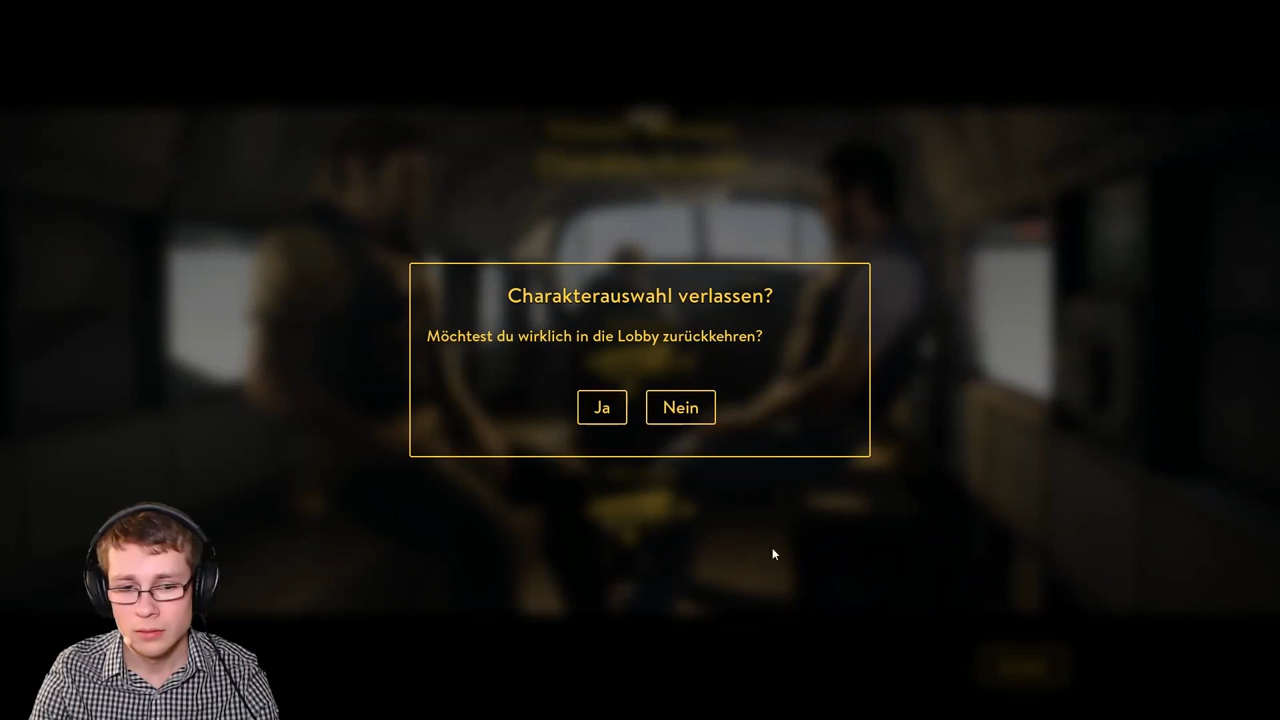 Charakterauswahl verlassen?
Möchtest du wirklich in die Lobby zurückkehren?
Ja
Nein